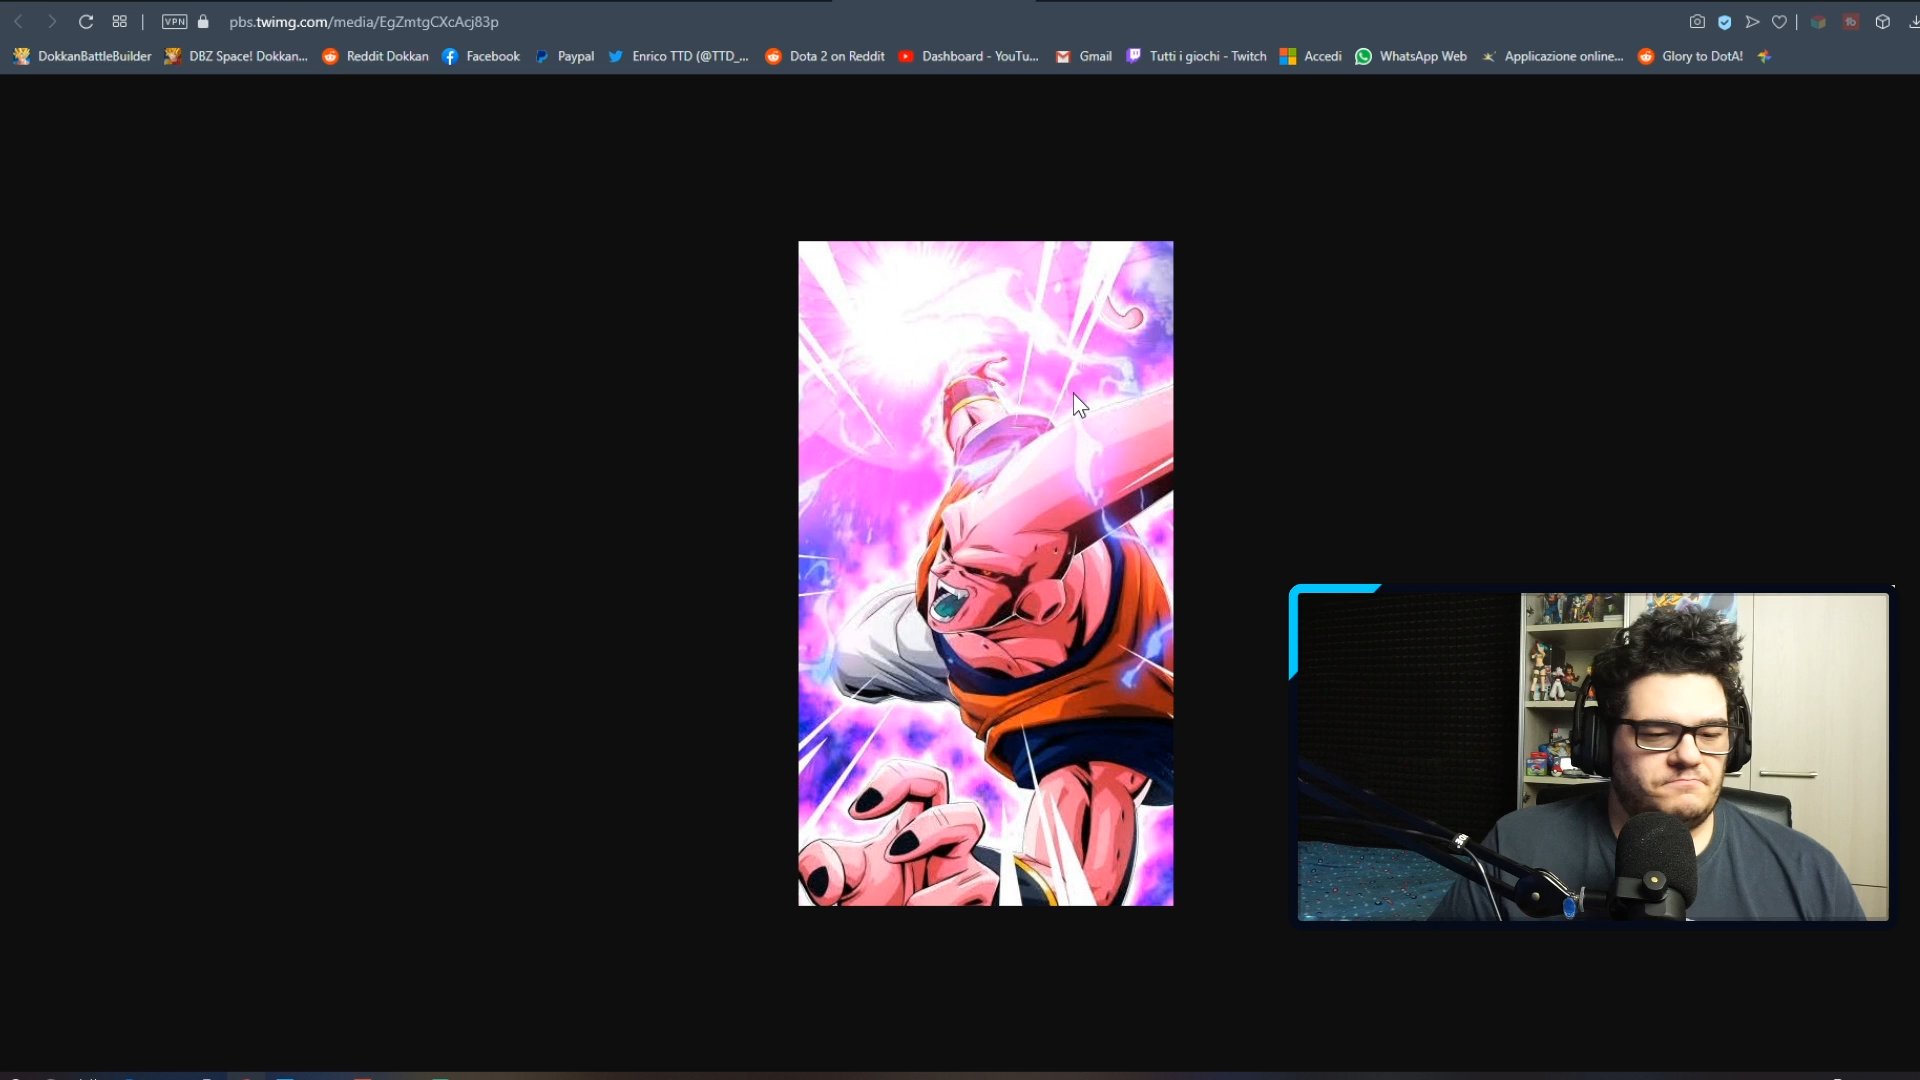 VPN pbs.twimg.com/media/EgZmtgCXcAcj83p
DokkanBattleBuilder DBZ Space! Dokkan... Reddit Dokkan Facebook Paypal Enrico TTD (@TTD_... Dota 2 on Reddit Dashboard - YouTu... Gmail Tutti i giochi - Twitch Accedi WhatsApp Web Applicazione online... Glory to DotA!